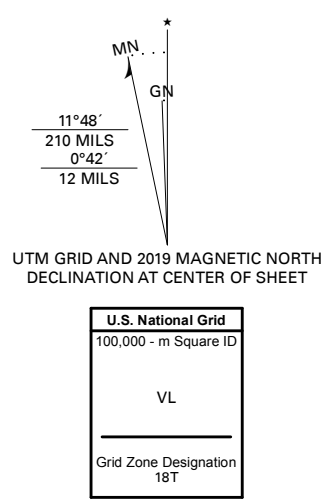 ★
MN
GN
11°48´
210 MILS
0°42´
12 MILS
UTM GRID AND 2019 MAGNETIC NORTH
DECLINATION AT CENTER OF SHEET
U.S. National Grid
100,000 - m Square ID
VL
Grid Zone Designation
18T